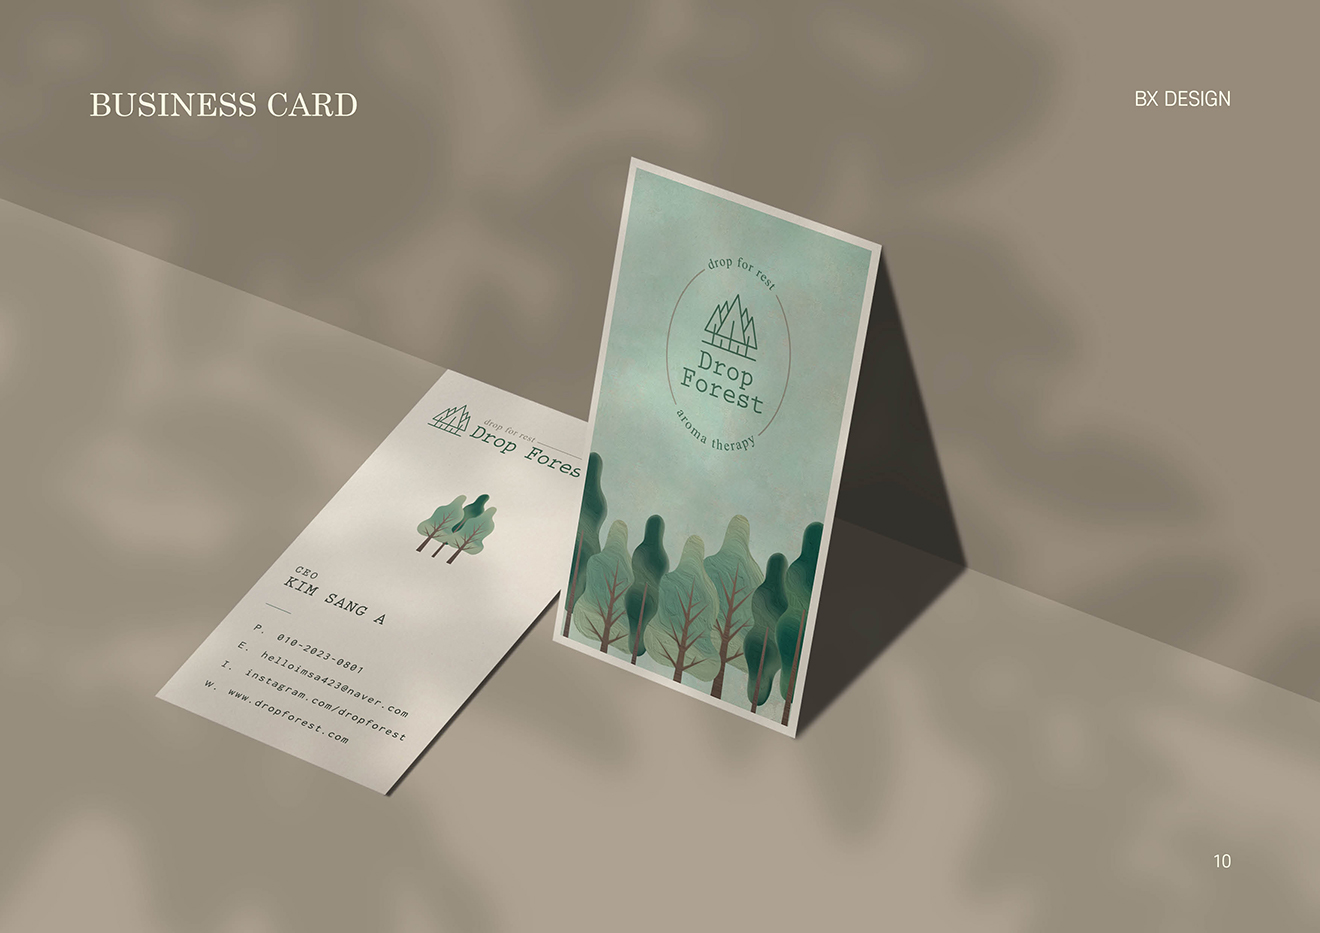 BUSINESS CARD
BX DESIGN
drop for rest
Drop
Forest
aroma therapy
drop for rest
Drop Fores
CEO
KIM SANG A
P. 010-2023-0801
E. helloimsa423@naver.com
I. instagram.com/dropforest
W. www.dropforest.com
10